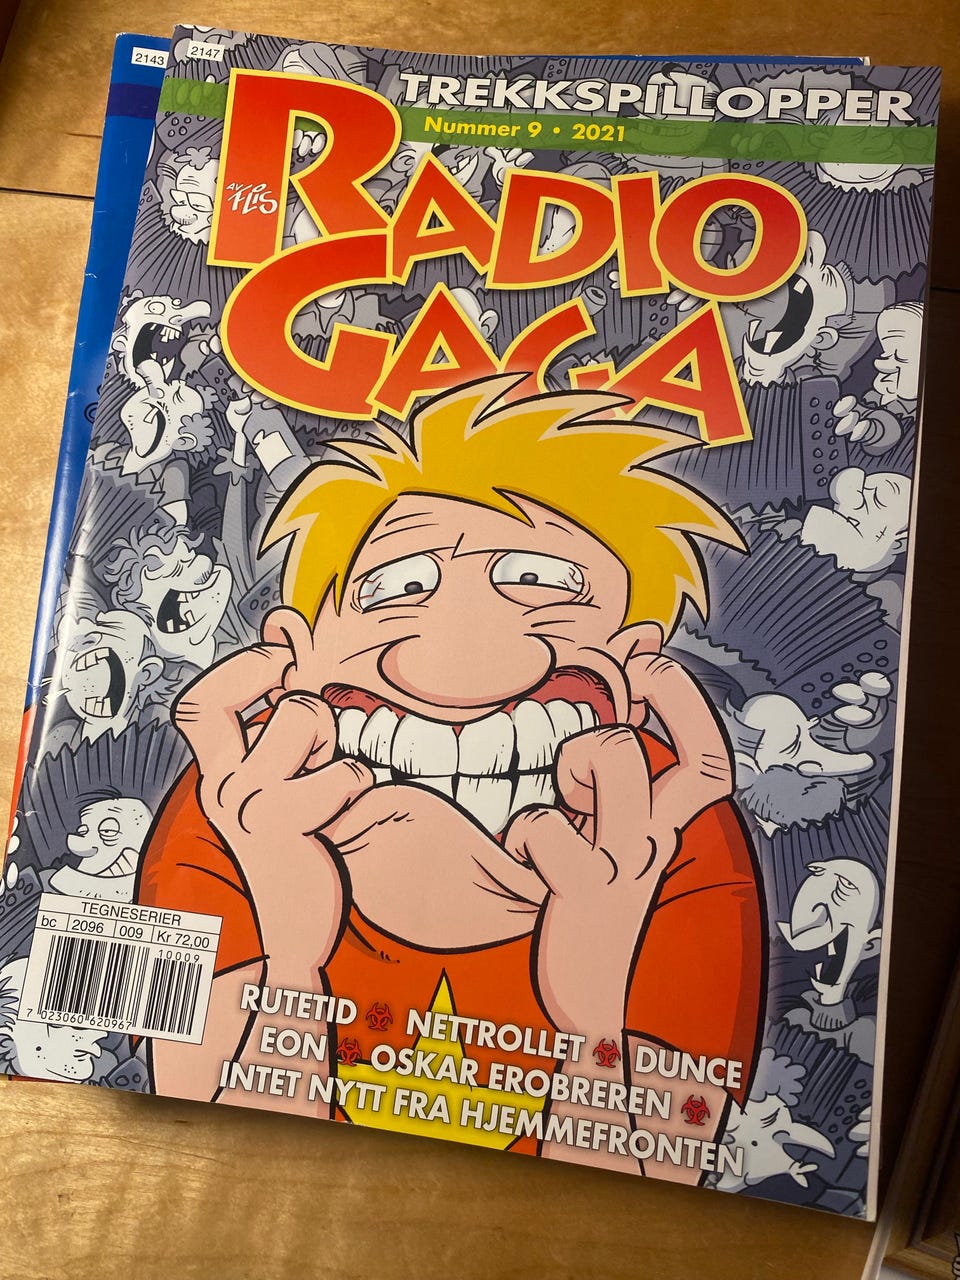 2143
2147
TREKKSPILLOPPER
Nummer 9 • 2021
RADIO
AV ØIS
GAGA
TEGNESERIER
bc 2096 009 Kr 72,00
10009
7 023060 620967
RUTETID NETTROLLET DUNCE
EON OSKAR EROBREREN
INTET NYTT FRA HJEMMEFRONTEN